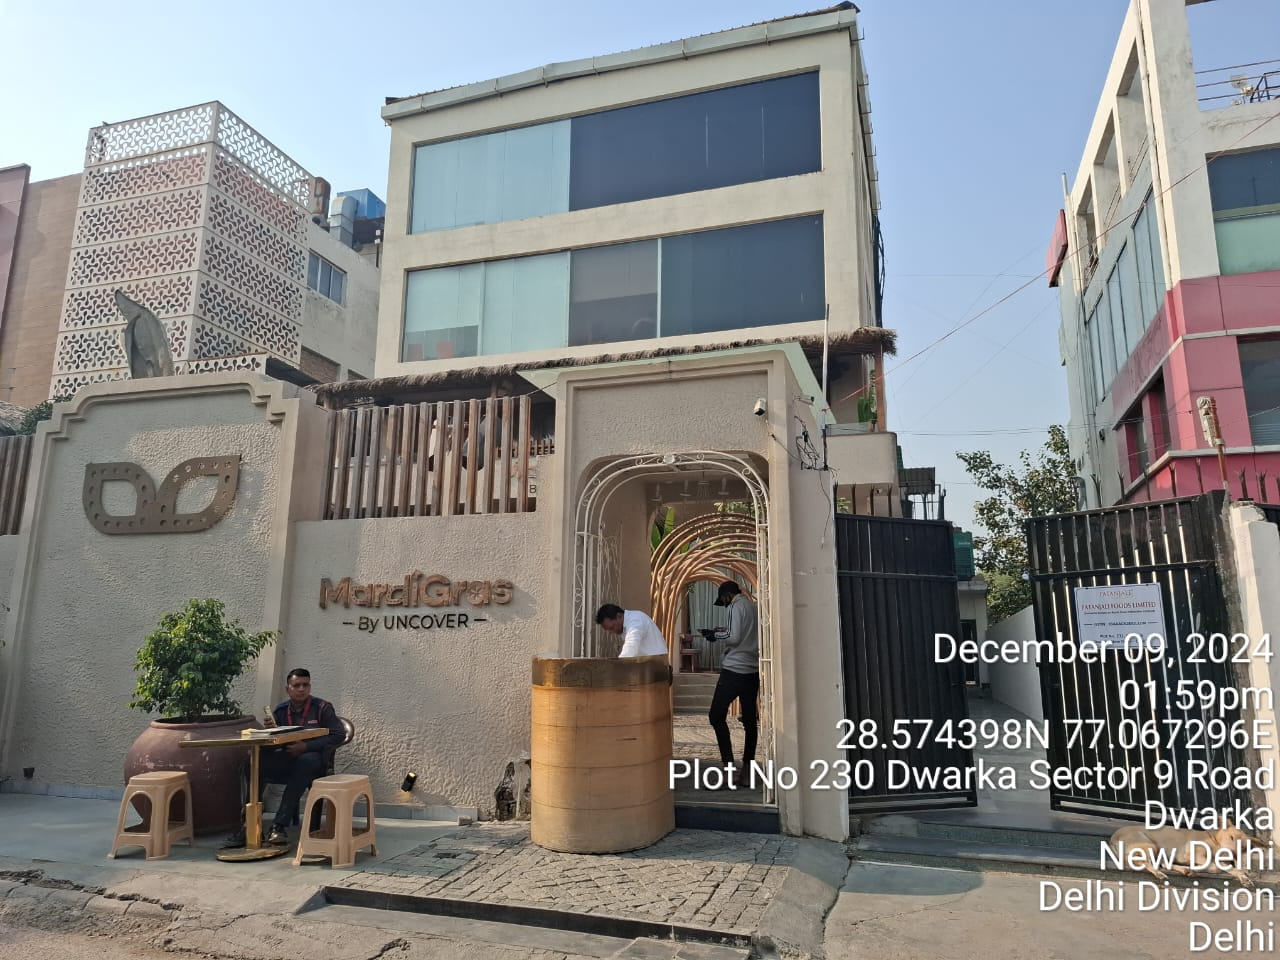 MardiGras
By UNCOVER
PATANJALI
PATANJALI FOODS LIMITED
December 09, 2024
01:59pm
28.574398N 77.067296E
Plot No 230 Dwarka Sector 9 Road
Dwarka
New Delhi
Delhi Division
Delhi